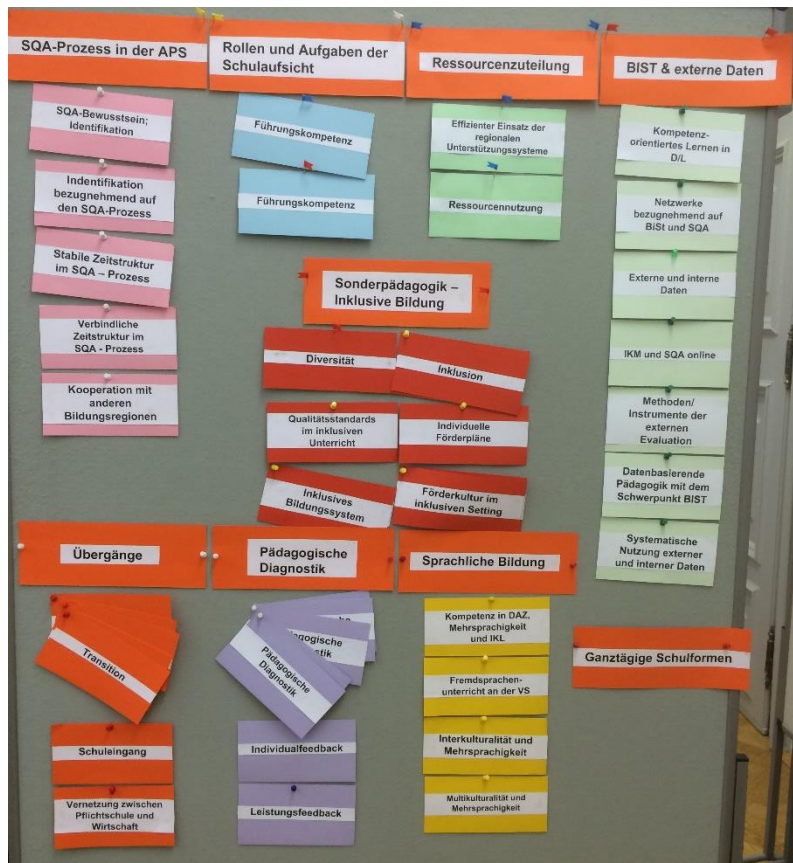 SQA-Prozess in der APS
Rollen und Aufgaben der
Schulaufsicht
Ressourcenzuteilung
BIST & externe Daten
SQA-Bewusstsein;
Identifikation
Indentifikation
bezugnehmend auf
den SQA-Prozess
Stabile Zeitstruktur
im SQA – Prozess
Verbindliche
Zeitstruktur im
SQA - Prozess
Kooperation mit
anderen
Bildungsregionen
Führungskompetenz
Führungskompetenz
Effizienter Einsatz der
regionalen
Unterstützungssysteme
Ressourcennutzung
Kompetenz-
orientiertes Lernen in
D/L
Netzwerke
bezugnehmend auf
BiSt und SQA
Externe und interne
Daten
IKM und SQA online
Methoden/
Instrumente der
externen
Evaluation
Datenbasierende
Pädagogik mit dem
Schwerpunkt BIST
Systematische
Nutzung externer
und interner Daten
Sonderpädagogik –
Inklusive Bildung
Diversität
Inklusion
Qualitätsstandards
im inklusiven
Unterricht
Individuelle
Förderpläne
Inklusives
Bildungssystem
Förderkultur im
inklusiven Setting
Übergänge
Pädagogische
Diagnostik
Sprachliche Bildung
Transition
Schuleingang
Vernetzung zwischen
Pflichtschule und
Wirtschaft
Pädagogische
Diagnostik
Individualfeedback
Leistungsfeedback
Kompetenz in DAZ,
Mehrsprachigkeit
und IKL
Fremdsprachen-
unterricht an der VS
Interkulturalität und
Mehrsprachigkeit
Multikulturalität und
Mehrsprachigkeit
Ganztägige Schulformen